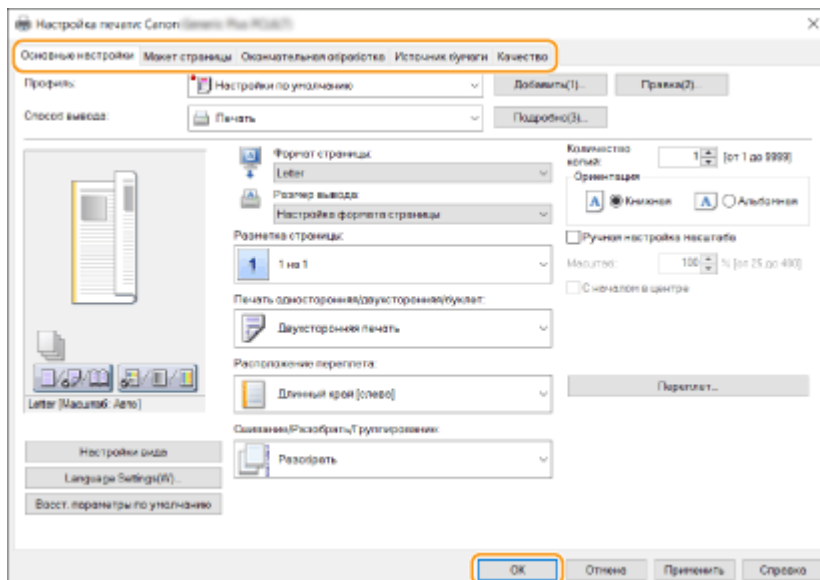 Настройка печати: Canon
Основные настройки Макет страницы Окончательная обработка Источник бумаги Качество
Профиль: Настройки по умолчанию Добавить(1)... Правка(2)...
Способ вывода: Печать Подробно(3)...
Формат страницы:
Letter
Размер вывода:
Настройка формата страницы
Разметка страницы:
1 1 на 1
Печать односторонняя/двухсторонняя/буклет:
Двухсторонняя печать
Расположение переплета:
Длинный край [слева]
Сшивание/Разобрать/Группирование:
Разобрать
Количество
копий: 1 [от 1 до 9999]
Ориентация
A Книжная A Альбомная
Ручная настройка масштаба
Масштаб: 100 % [от 25 до 400]
С началом в центре
Переплет...
Letter [Масштаб: Авто]
Настройки вида
Language Settings(W)...
Восст. параметры по умолчанию
OK Отмена Применить Справка